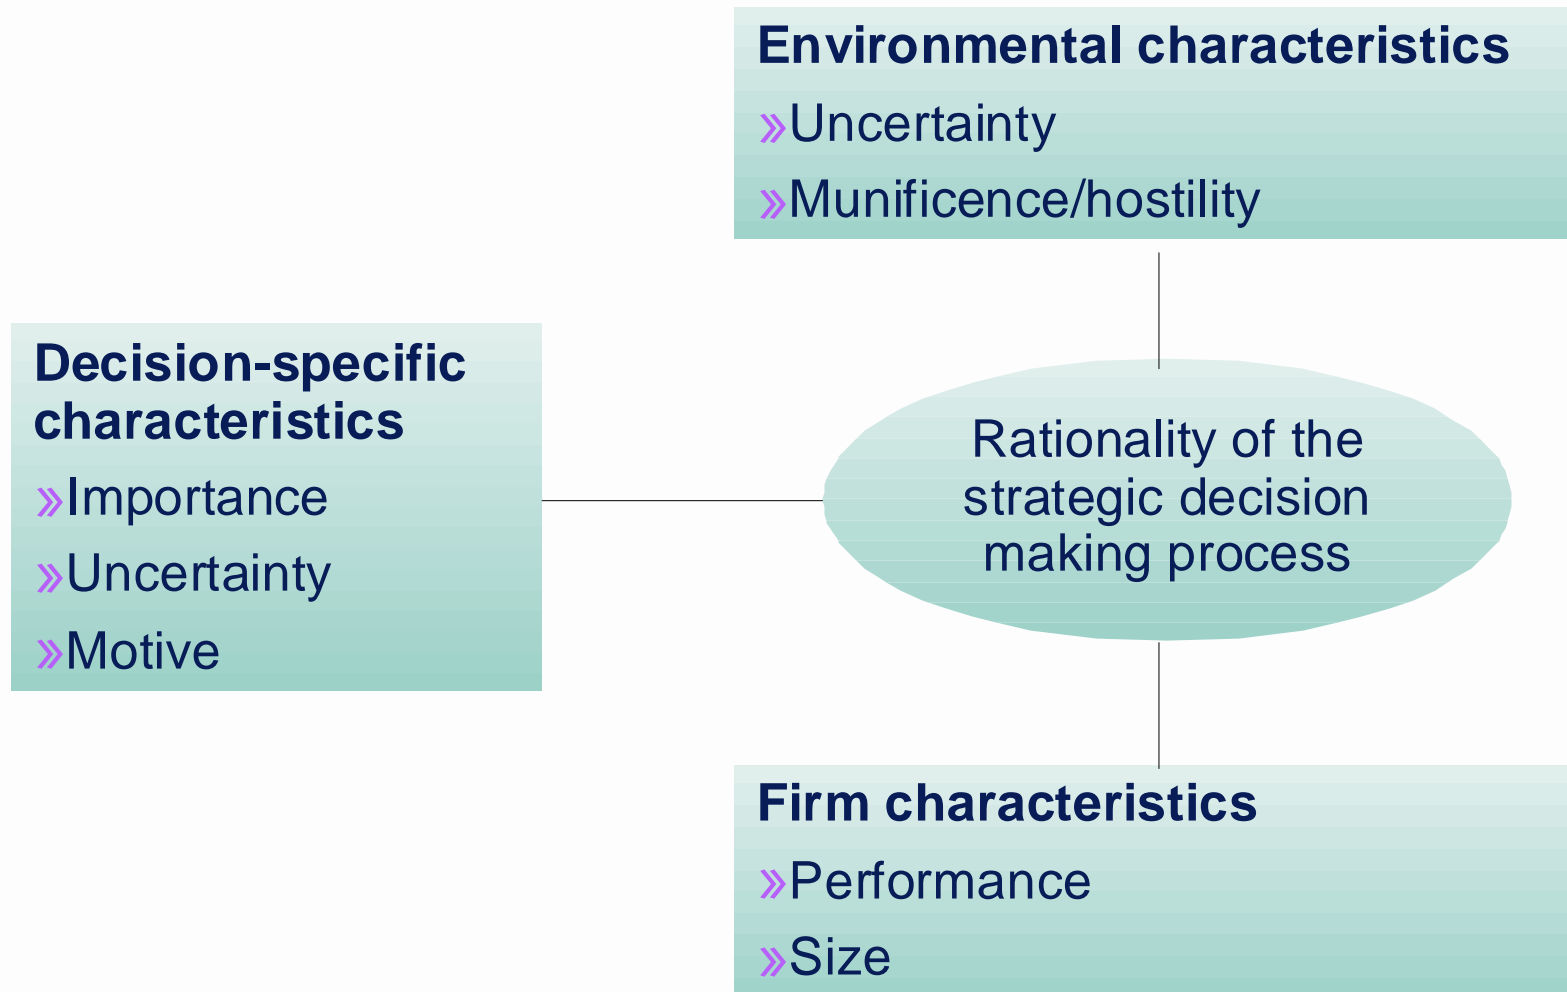 Environmental characteristics
»Uncertainty
»Munificence/hostility
Decision-specific
characteristics
»Importance
»Uncertainty
»Motive
Rationality of the
strategic decision
making process
Firm characteristics
»Performance
»Size